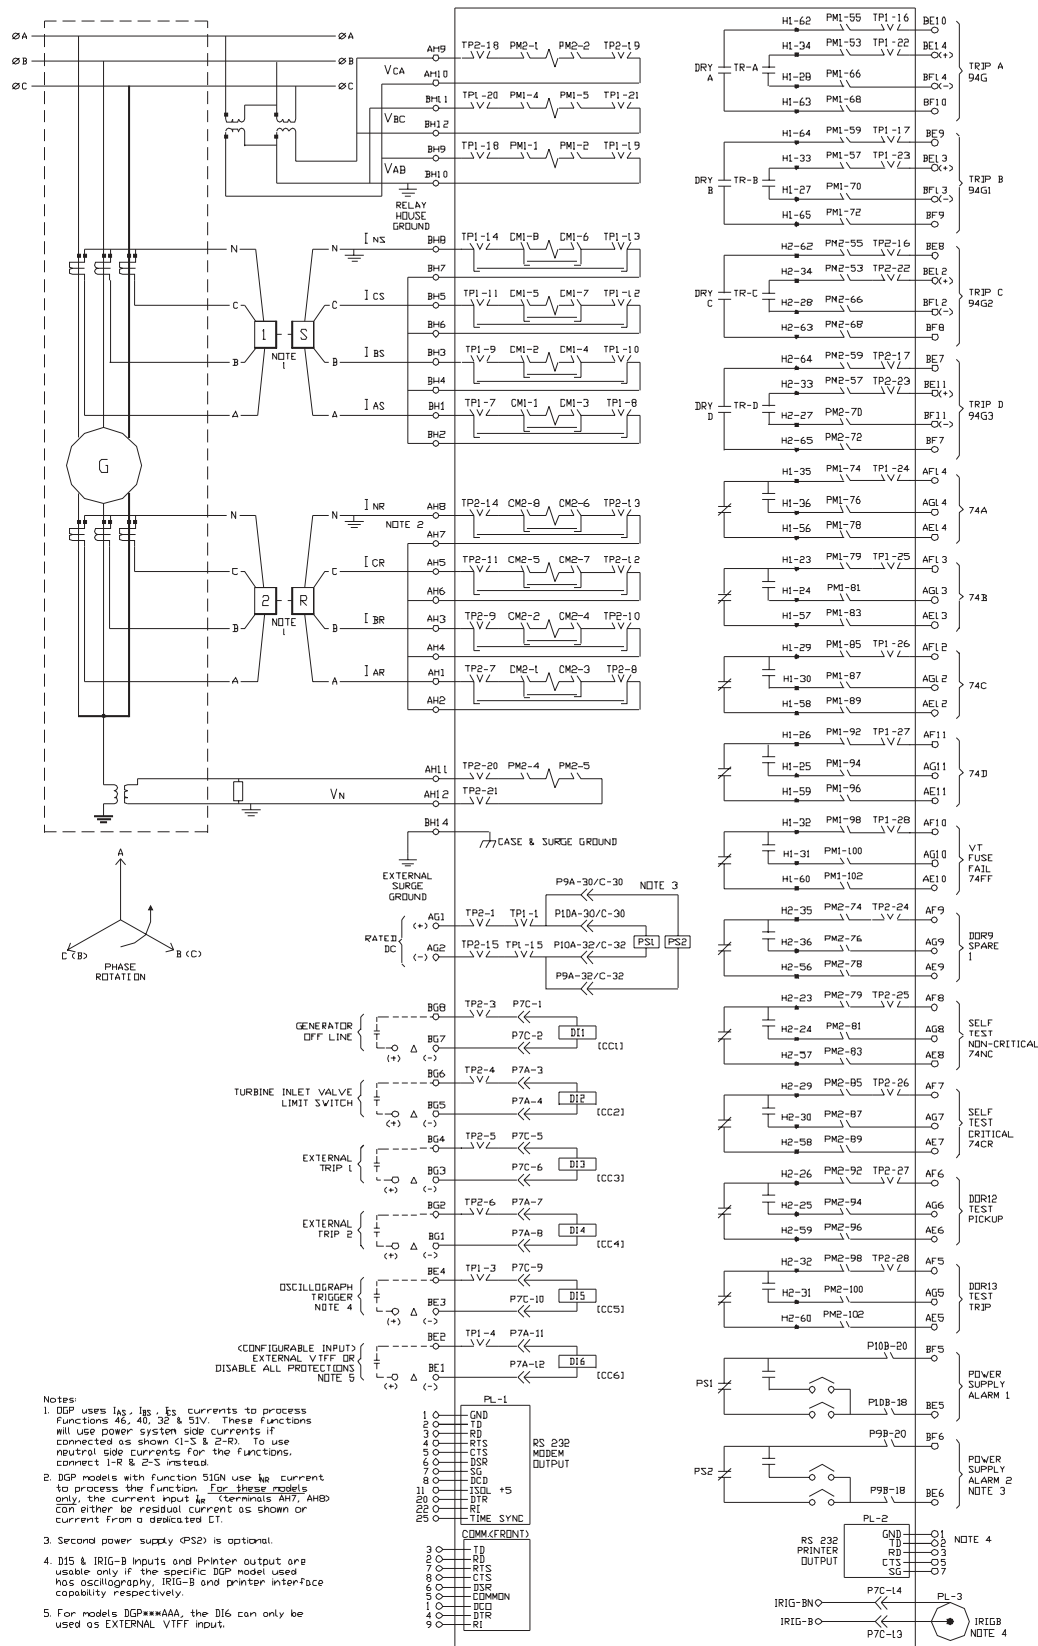 ØA
ØB
ØC
ØA
ØB
ØC
AH9 TP2-18 PM2-1 PM2-2 TP2-19
VCA
AH10
BH11 TP1-20 PM1-4 PM1-5 TP1-21
VBC
BH12
BH9 TP1-18 PM1-1 PM1-2 TP1-19
VAB
BH10
RELAY
HOUSE
GROUND
N N I NS BH8 TP1-14 CM1-8 CM1-6 TP1-13
BH7
C C I CS BH5 TP1-11 CM1-5 CM1-7 TP1-12
1 S
NOTE
1
BH6
B B I BS BH3 TP1-9 CM1-2 CM1-4 TP1-10
BH4
A A I AS BH1 TP1-7 CM1-1 CM1-3 TP1-8
BH2
G
N N I NR AH8 TP2-14 CM2-8 CM2-6 TP2-13
NOTE 2
AH7
C C I CR AH5 TP2-11 CM2-5 CM2-7 TP2-12
2 R
NOTE
1
AH6
B B I BR AH3 TP2-9 CM2-2 CM2-4 TP2-10
AH4
A A I AR AH1 TP2-7 CM2-1 CM2-3 TP2-8
AH2
AH11 TP2-20 PM2-4 PM2-5
VN
AH12 TP2-21
BH14
CASE & SURGE GROUND
EXTERNAL
SURGE
GROUND
A
C (B)
B (C)
PHASE
ROTATION
P9A-30/C-30 NOTE 3
RATED
DC
(+) AG1 TP2-1 TP1-1 P10A-30/C-30
PS1 PS2
(-) AG2 TP2-15 TP1-15 P10A-32/C-32
P9A-32/C-32
GENERATOR
OFF LINE
BG8 TP2-3 P7C-1
DI1
BG7 P7C-2
[CC1]
(+) Δ (-)
TURBINE INLET VALVE
LIMIT SWITCH
BG6 TP2-4 P7A-3
DI2
BG5 P7A-4
[CC2]
(+) Δ (-)
EXTERNAL
TRIP 1
BG4 TP2-5 P7C-5
DI3
BG3 P7C-6
[CC3]
(+) Δ (-)
EXTERNAL
TRIP 2
BG2 TP2-6 P7A-7
DI4
BG1 P7A-8
[CC4]
(+) Δ (-)
OSCILLOGRAPH
TRIGGER
NOTE 4
BE4 TP1-3 P7C-9
DI5
BE3 P7C-10
[CC5]
(+) Δ (-)
(CONFIGURABLE INPUT)
EXTERNAL VTFF OR
DISABLE ALL PROTECTIONS
NOTE 5
BE2 TP1-4 P7A-11
DI6
BE1 P7A-12
[CC6]
(+) Δ (-)
PL-1
1 GND
2 TD
3 RD
4 RTS
5 CTS
6 DSR
7 SG
8 DCD
11 ISOL +5
20 DTR
22 RI
25 TIME SYNC
RS 232
MODEM
OUTPUT
COMM.(FRONT)
3 TD
2 RD
7 RTS
8 CTS
6 DSR
5 COMMON
1 DCD
4 DTR
9 RI
Notes:
1. DGP uses IAS, IBS, ICS currents to process
functions 46, 40, 32 & 51V. These functions
will use power system side currents if
connected as shown (1-S & 2-R). To use
neutral side currents for the functions,
connect 1-R & 2-S instead.
2. DGP models with function 51GN use INR current
to process the function. For these models
only, the current input INR (terminals AH7, AH8)
can either be residual current as shown or
current from a dedicated CT.
3. Second power supply (PS2) is optional.
4. DI5 & IRIG-B Inputs and Printer output are
usable only if the specific DGP model used
has oscillography, IRIG-B and printer interface
capability respectively.
5. For models DGP***AAA, the DI6 can only be
used as EXTERNAL VTFF input.
H1-62 PM1-55 TP1-16 BE10
H1-34 PM1-53 TP1-22 BE14 (+)
DRY
A
TR-A
TRIP A
94G
H1-28 PM1-66 BF14 (-)
H1-63 PM1-68 BF10
H1-64 PM1-59 TP1-17 BE9
H1-33 PM1-57 TP1-23 BE13 (+)
DRY
B
TR-B
TRIP B
94G1
H1-27 PM1-70 BF13 (-)
H1-65 PM1-72 BF9
H2-62 PM2-55 TP2-16 BE8
H2-34 PM2-53 TP2-22 BE12 (+)
DRY
C
TR-C
TRIP C
94G2
H2-28 PM2-66 BF12 (-)
H2-63 PM2-68 BF8
H2-64 PM2-59 TP2-17 BE7
H2-33 PM2-57 TP2-23 BE11 (+)
DRY
D
TR-D
TRIP D
94G3
H2-27 PM2-70 BF11 (-)
H2-65 PM2-72 BF7
H1-35 PM1-74 TP1-24 AF14
H1-36 PM1-76 AG14
74A
H1-56 PM1-78 AE14
H1-23 PM1-79 TP1-25 AF13
H1-24 PM1-81 AG13
74B
H1-57 PM1-83 AE13
H1-29 PM1-85 TP1-26 AF12
H1-30 PM1-87 AG12
74C
H1-58 PM1-89 AE12
H1-26 PM1-92 TP1-27 AF11
H1-25 PM1-94 AG11
74D
H1-59 PM1-96 AE11
H1-32 PM1-98 TP1-28 AF10
H1-31 PM1-100 AG10
H1-60 PM1-102 AE10
VT
FUSE
FAIL
74FF
H2-35 PM2-74 TP2-24 AF9
H2-36 PM2-76 AG9
H2-56 PM2-78 AE9
DOR9
SPARE
1
H2-23 PM2-79 TP2-25 AF8
H2-24 PM2-81 AG8
H2-57 PM2-83 AE8
SELF
TEST
NON-CRITICAL
74NC
H2-29 PM2-85 TP2-26 AF7
H2-30 PM2-87 AG7
H2-58 PM2-89 AE7
SELF
TEST
CRITICAL
74CR
H2-26 PM2-92 TP2-27 AF6
H2-25 PM2-94 AG6
H2-59 PM2-96 AE6
DOR12
TEST
PICKUP
H2-32 PM2-98 TP2-28 AF5
H2-31 PM2-100 AG5
H2-60 PM2-102 AE5
DOR13
TEST
TRIP
P10B-20 BF5
PS1
P10B-18 BE5
POWER
SUPPLY
ALARM 1
P9B-20 BF6
PS2
P9B-18 BE6
POWER
SUPPLY
ALARM 2
NOTE 3
PL-2
RS 232
PRINTER
OUTPUT
GND 1
TD 2
RD 3
CTS 5
SG 7
NOTE 4
P7C-14 PL-3
IRIG-BN
IRIG-B
P7C-13
IRIGB
NOTE 4